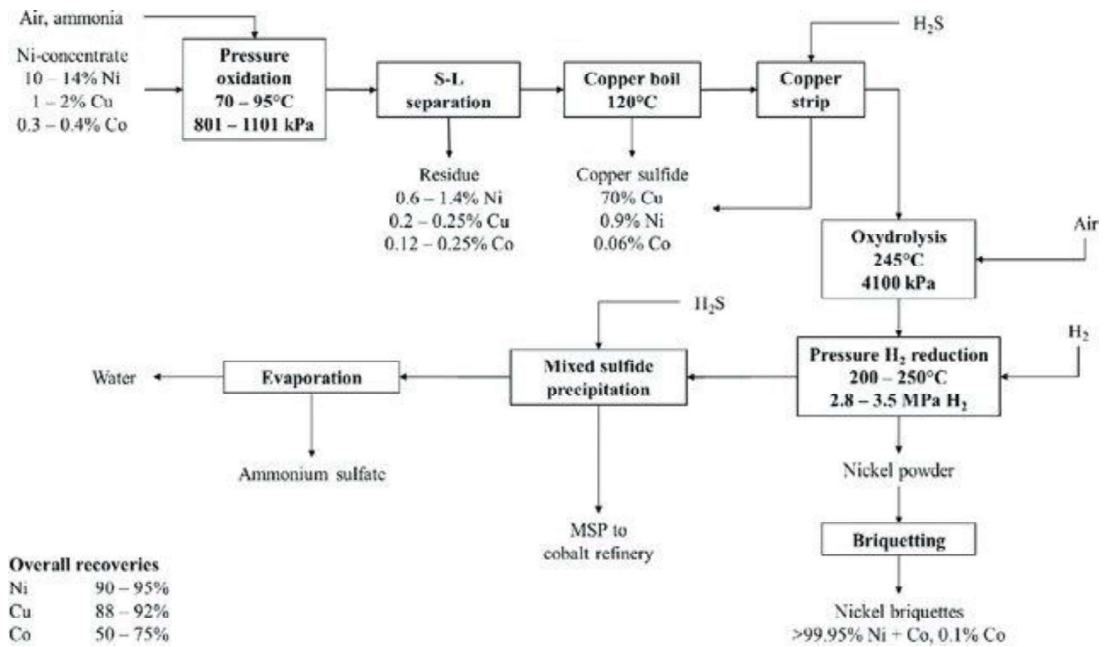 Air, ammonia
Ni-concentrate
10 – 14% Ni
1 – 2% Cu
0.3 – 0.4% Co
Pressure
oxidation
70 – 95°C
801 – 1101 kPa
S-L
separation
Copper boil
120°C
H₂S
Copper
strip
Residue
0.6 – 1.4% Ni
0.2 – 0.25% Cu
0.12 – 0.25% Co
Copper sulfide
70% Cu
0.9% Ni
0.06% Co
Oxydrolysis
245°C
4100 kPa
Air
H₂S
H₂
Water
Evaporation
Mixed sulfide
precipitation
Pressure H₂ reduction
200 – 250°C
2.8 – 3.5 MPa H₂
Ammonium sulfate
MSP to
cobalt refinery
Nickel powder
Briquetting
Nickel briquettes
>99.95% Ni + Co, 0.1% Co
Overall recoveries
Ni 90 – 95%
Cu 88 – 92%
Co 50 – 75%